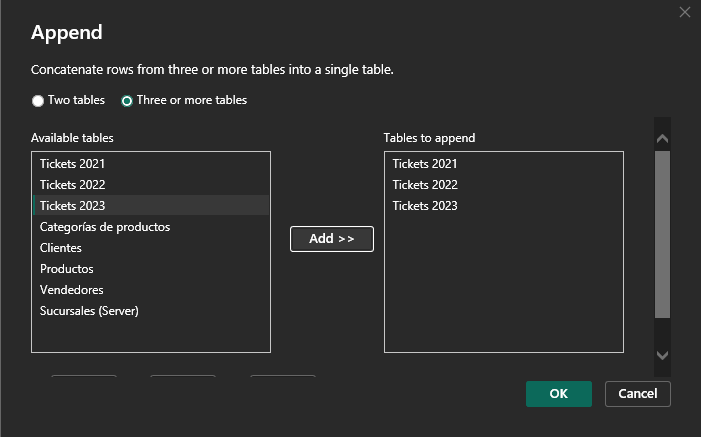 Append
Concatenate rows from three or more tables into a single table.
Two tables Three or more tables
Available tables
Tickets 2021
Tickets 2022
Tickets 2023
Categorías de productos
Clientes
Productos
Vendedores
Sucursales (Server)
Add >>
Tables to append
Tickets 2021
Tickets 2022
Tickets 2023
OK Cancel